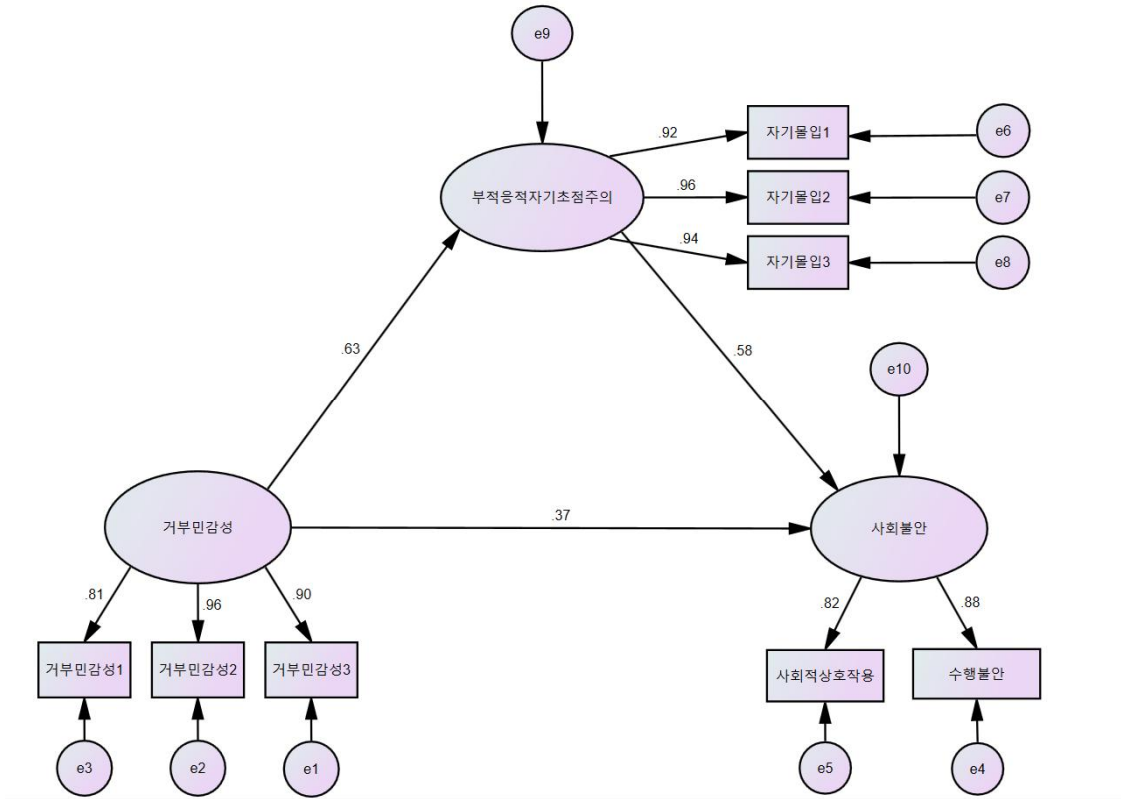 e9
.92
자기몰입1
e6
부적응적자기초점주의
.96
자기몰입2
e7
.94
자기몰입3
e8
.63
.58
e10
거부민감성
.37
사회불안
.81
.96
.90
.82
.88
거부민감성1
거부민감성2
거부민감성3
사회적상호작용
수행불안
e3
e2
e1
e5
e4